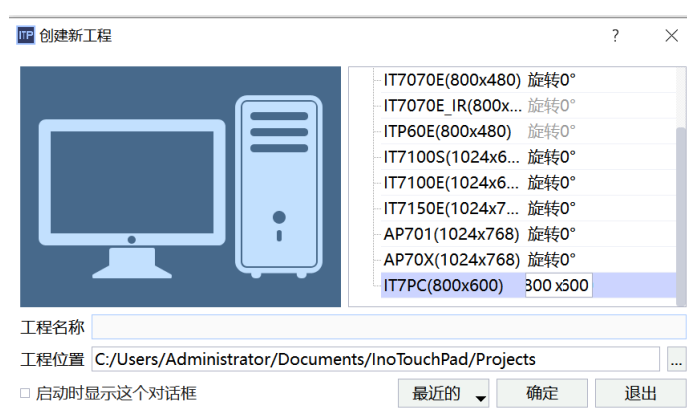 ITP 创建新工程 ?
IT7070E(800x480) 旋转0°
IT7070E_IR(800x... 旋转0°
ITP60E(800x480) 旋转0°
IT7100S(1024x6... 旋转0°
IT7100E(1024x6... 旋转0°
IT7150E(1024x7... 旋转0°
AP701(1024x768) 旋转0°
AP70X(1024x768) 旋转0°
IT7PC(800x600) 800 x600
工程名称
工程位置 C:/Users/Administrator/Documents/InoTouchPad/Projects ...
启动时显示这个对话框 最近的 确定 退出